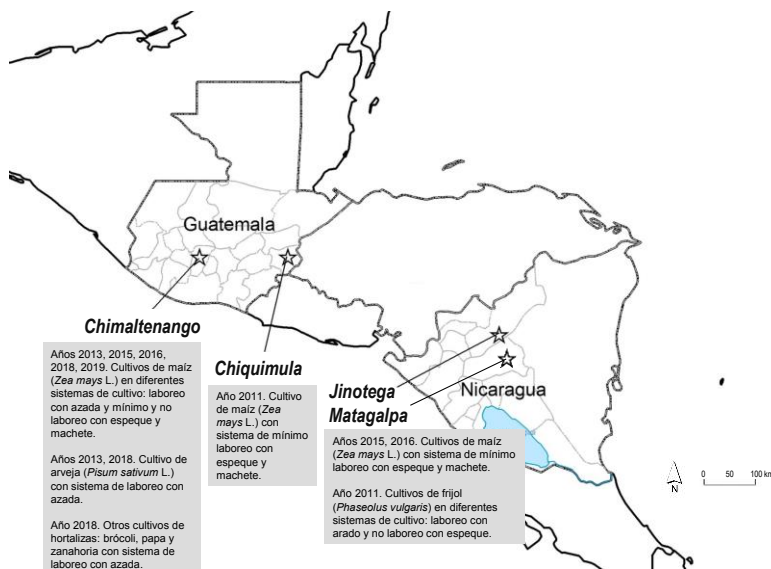 Guatemala
Chimaltenango
Años 2013, 2015, 2016,
2018, 2019. Cultivos de maíz
(Zea mays L.) en diferentes
sistemas de cultivo: laboreo
con azada y mínimo y no
laboreo con espeque y
machete.
Años 2013, 2018. Cultivo de
arveja (Pisum sativum L.)
con sistema de laboreo con
azada.
Año 2018. Otros cultivos de
hortalizas: brócoli, papa y
zanahoria con sistema de
laboreo con azada.
Chiquimula
Año 2011. Cultivo
de maíz (Zea
mays L.) con
sistema de mínimo
laboreo con
espeque y
machete.
Jinotega
Matagalpa
Nicaragua
Años 2015, 2016. Cultivos de maíz
(Zea mays L.) con sistema de mínimo
laboreo con espeque y machete.
Año 2011. Cultivos de frijol
(Phaseolus vulgaris) en diferentes
sistemas de cultivo: laboreo con
arado y no laboreo con espeque.
N
0 50 100 km